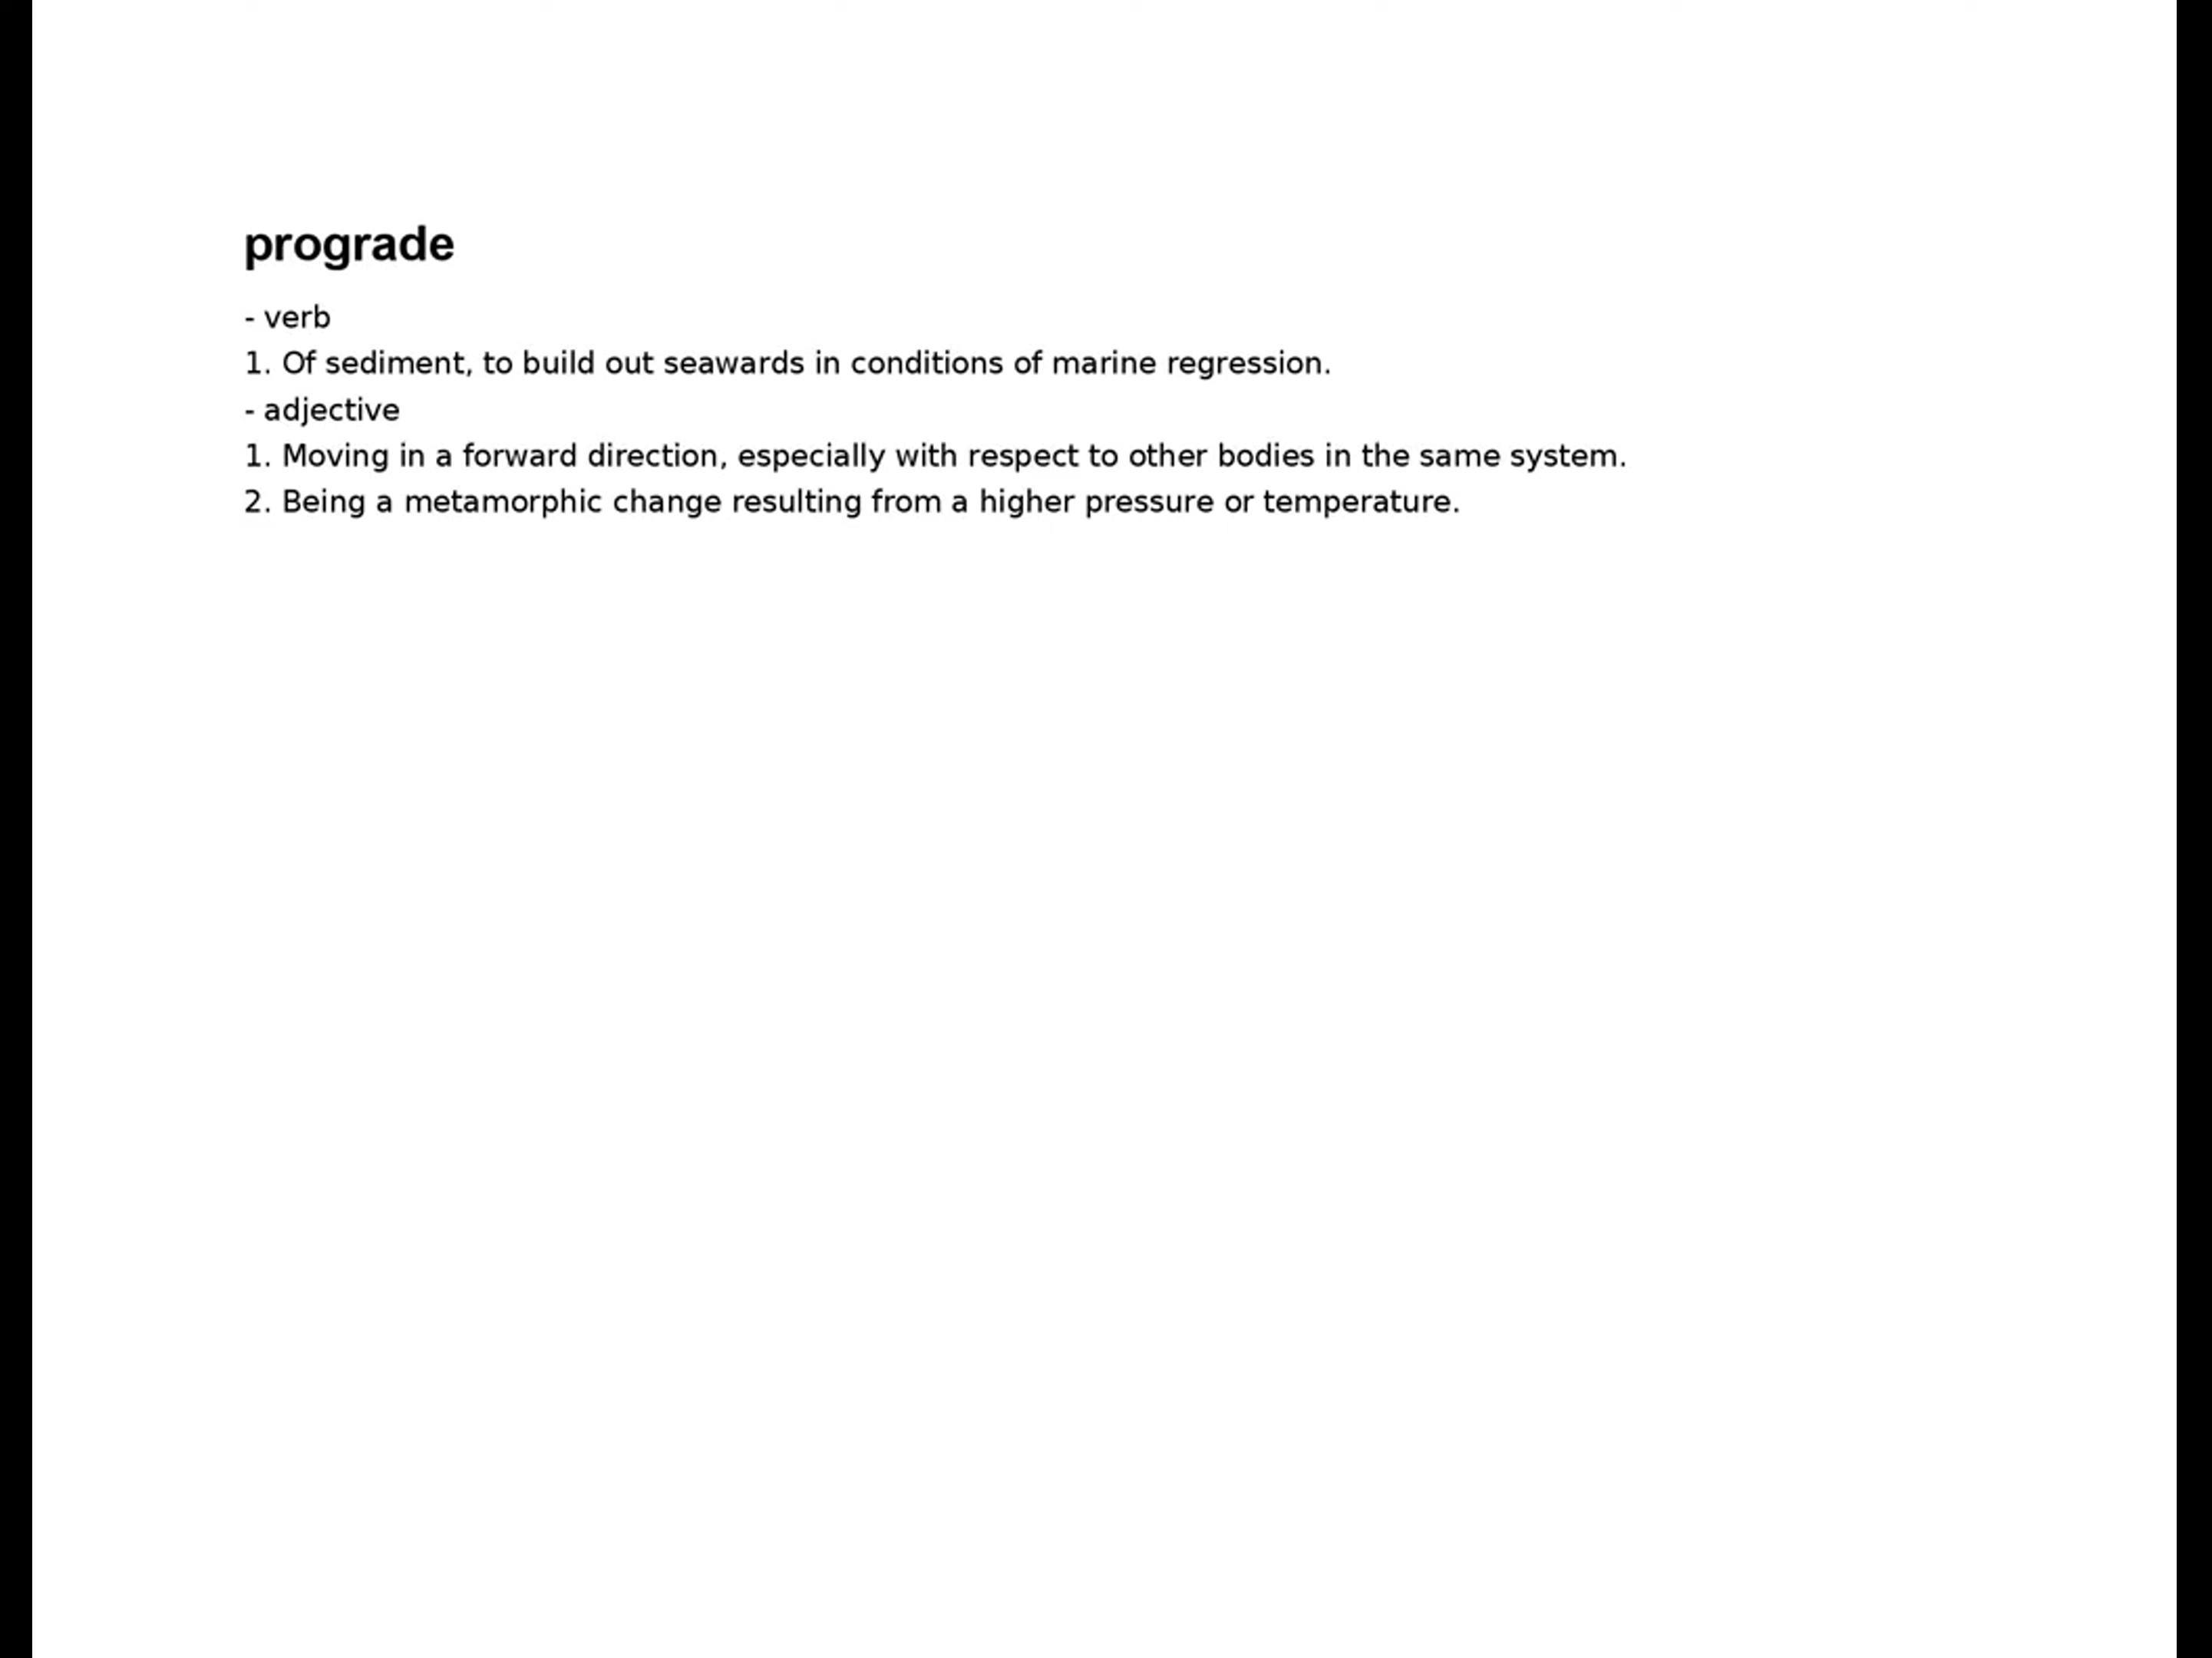 prograde
- verb
1. Of sediment, to build out seawards in conditions of marine regression.
- adjective
1. Moving in a forward direction, especially with respect to other bodies in the same system.
2. Being a metamorphic change resulting from a higher pressure or temperature.